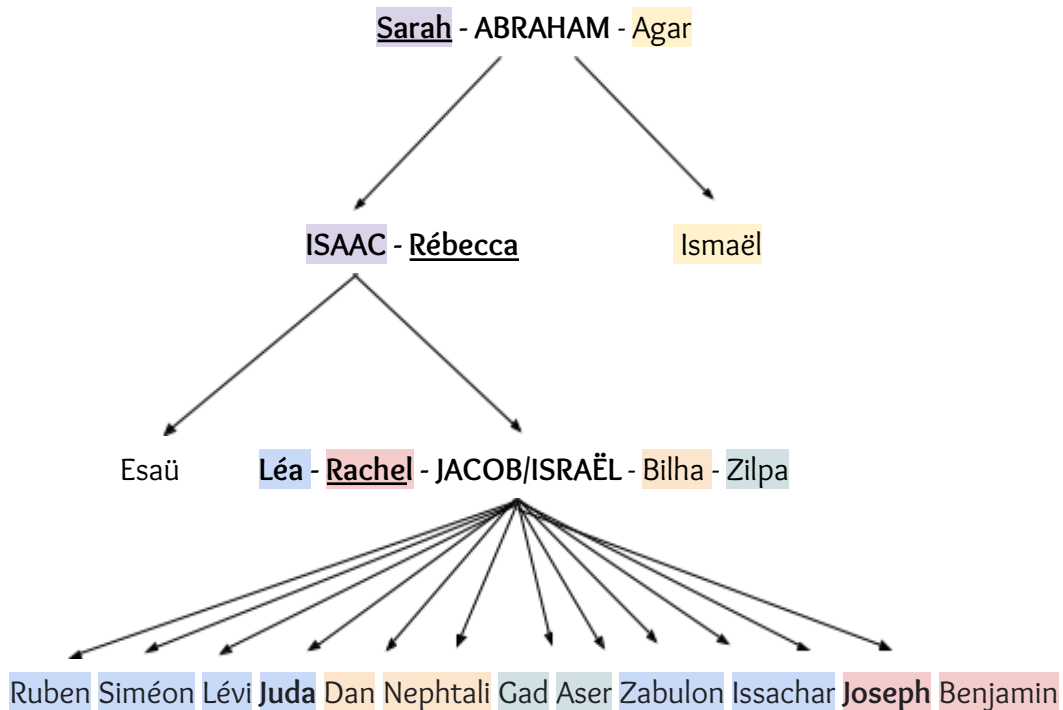 Sarah - ABRAHAM - Agar
ISAAC - Rébecca Ismaël
Esaü Léa - Rachel - JACOB/ISRAËL - Bilha - Zilpa
Ruben Siméon Lévi Juda Dan Nephtali Gad Aser Zabulon Issachar Joseph Benjamin